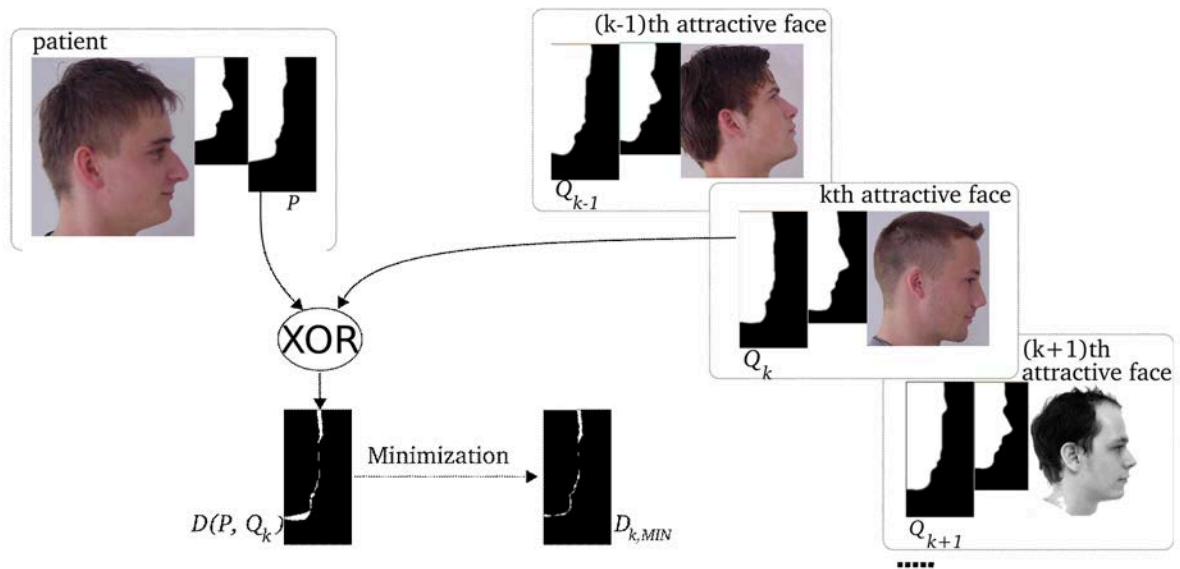 patient
P
(k-1)th attractive face
Q_{k-1}
kth attractive face
Q_k
(k+1)th
attractive face
Q_{k+1}
.....
XOR
D(P, Q_k)
Minimization
D_{k,MIN}